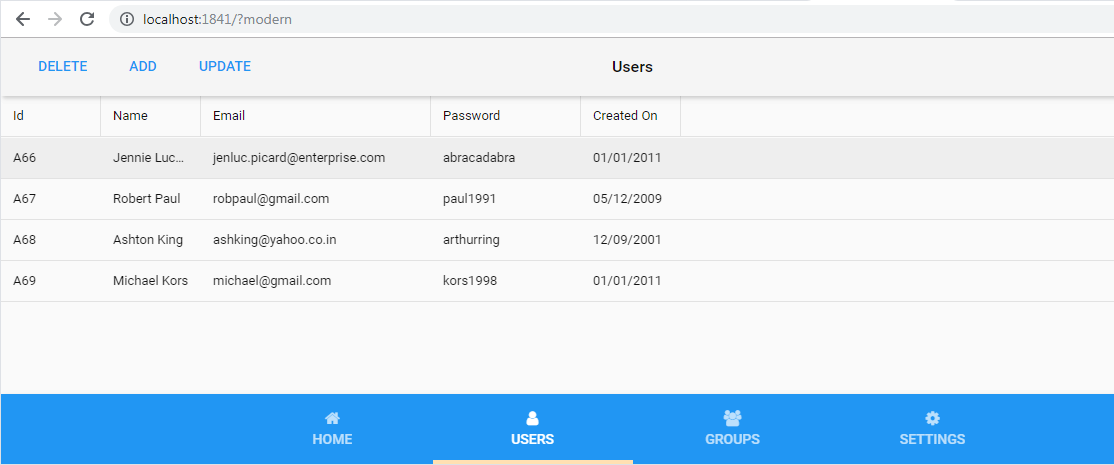 localhost:1841/?modern
DELETE ADD UPDATE Users
Id Name Email Password Created On
A66 Jennie Luc... jenluc.picard@enterprise.com abracadabra 01/01/2011
A67 Robert Paul robpaul@gmail.com paul1991 05/12/2009
A68 Ashton King ashking@yahoo.co.in arthurring 12/09/2001
A69 Michael Kors michael@gmail.com kors1998 01/01/2011
HOME USERS GROUPS SETTINGS